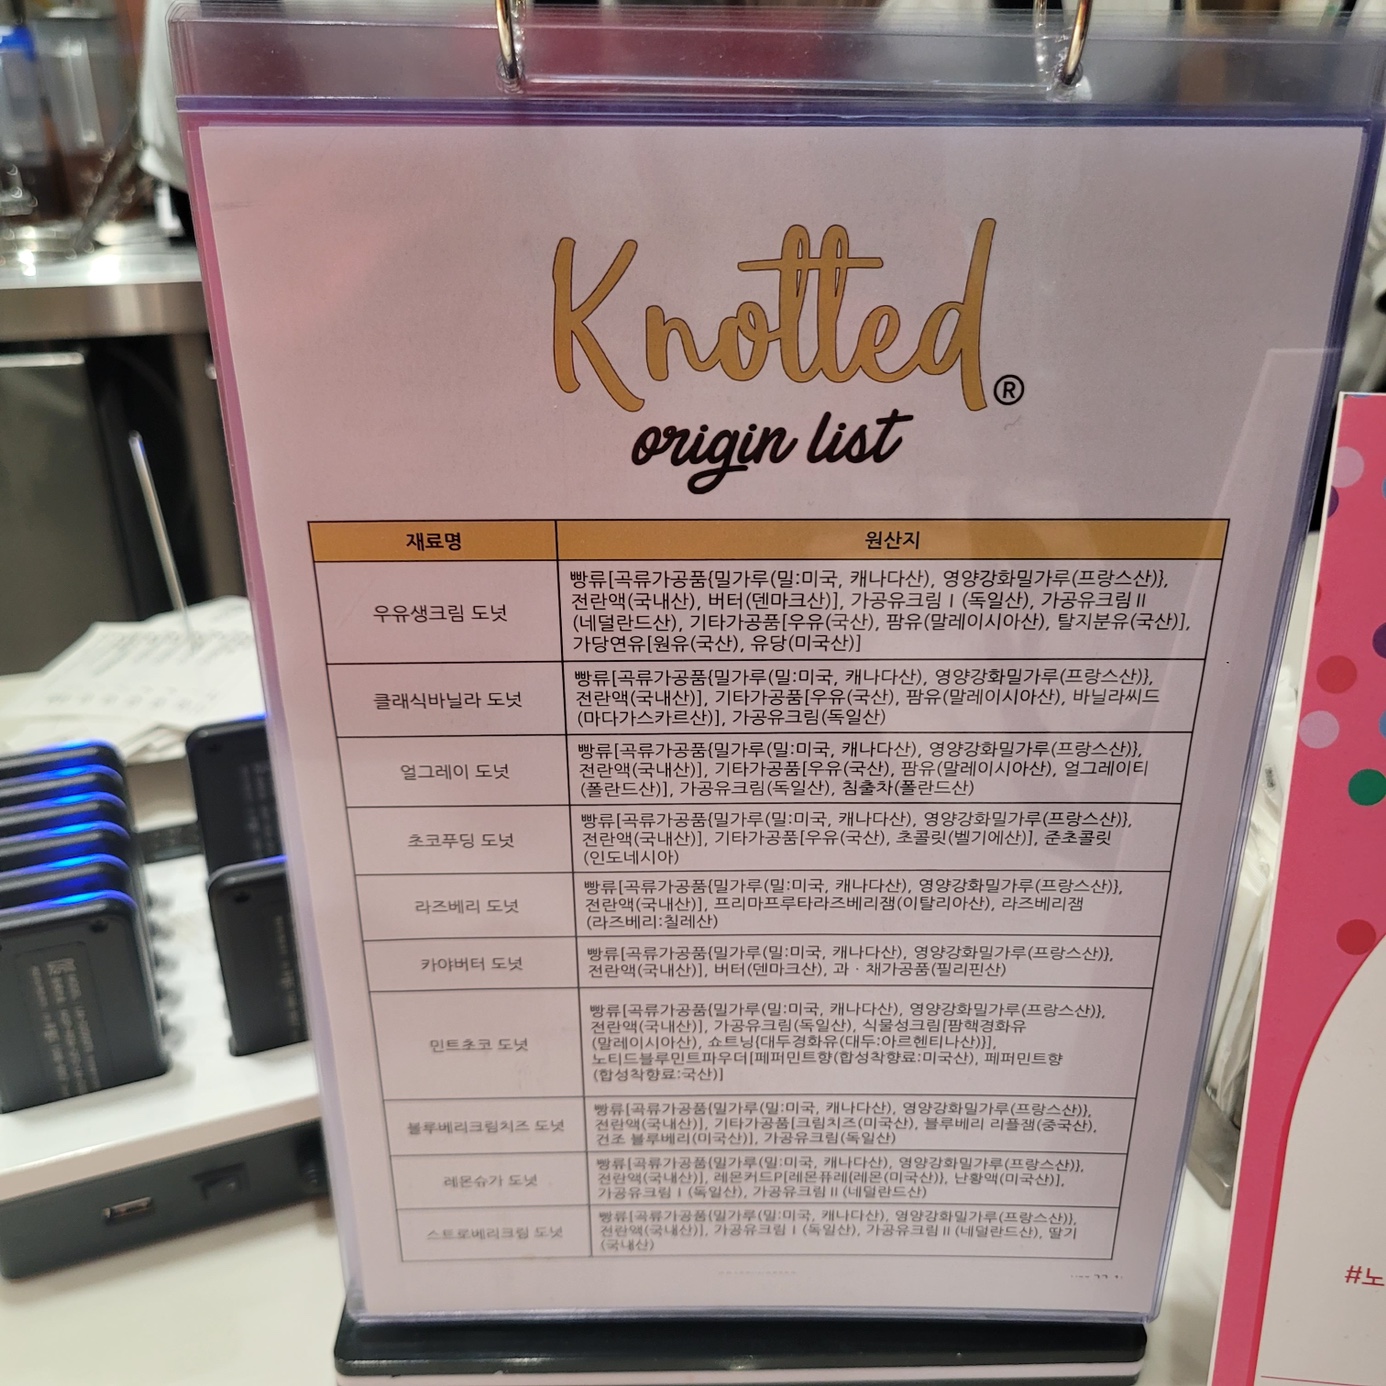 Knotted®
origin list
재료명
원산지
우유생크림 도넛
빵류[곡류가공품{밀가루(밀:미국, 캐나다산), 영양강화밀가루(프랑스산)},
전란액(국내산), 버터(덴마크산)], 가공유크림Ⅰ(독일산), 가공유크림Ⅱ
(네덜란드산), 기타가공품[우유(국산), 팜유(말레이시아산), 탈지분유(국산)],
가당연유[원유(국산), 유당(미국산)]
클래식바닐라 도넛
빵류[곡류가공품{밀가루(밀:미국, 캐나다산), 영양강화밀가루(프랑스산)},
전란액(국내산)], 기타가공품[우유(국산), 팜유(말레이시아산), 바닐라씨드
(마다가스카르산)], 가공유크림(독일산)
얼그레이 도넛
빵류[곡류가공품{밀가루(밀:미국, 캐나다산), 영양강화밀가루(프랑스산)},
전란액(국내산)], 기타가공품[우유(국산), 팜유(말레이시아산), 얼그레이티
(폴란드산)], 가공유크림(독일산), 침출차(폴란드산)
초코푸딩 도넛
빵류[곡류가공품{밀가루(밀:미국, 캐나다산), 영양강화밀가루(프랑스산)},
전란액(국내산)], 기타가공품[우유(국산), 초콜릿(벨기에산)], 준초콜릿
(인도네시아)
라즈베리 도넛
빵류[곡류가공품{밀가루(밀:미국, 캐나다산), 영양강화밀가루(프랑스산)},
전란액(국내산)], 프리마프루타라즈베리잼(이탈리아산), 라즈베리잼
(라즈베리:칠레산)
카야버터 도넛
빵류[곡류가공품{밀가루(밀:미국, 캐나다산), 영양강화밀가루(프랑스산)},
전란액(국내산)], 버터(덴마크산), 과ㆍ채가공품(필리핀산)
민트초코 도넛
빵류[곡류가공품{밀가루(밀:미국, 캐나다산), 영양강화밀가루(프랑스산)},
전란액(국내산)], 가공유크림(독일산), 식물성크림[팜핵경화유
(말레이시아산), 쇼트닝{대두경화유(대두:아르헨티나산)}],
노티드블루민트파우더[페퍼민트향(합성착향료:미국산), 페퍼민트향
(합성착향료:국산)]
블루베리크림치즈 도넛
빵류[곡류가공품{밀가루(밀:미국, 캐나다산), 영양강화밀가루(프랑스산)},
전란액(국내산)], 기타가공품[크림치즈(미국산), 블루베리 리플잼(중국산),
건조 블루베리(미국산)], 가공유크림(독일산)
레몬슈가 도넛
빵류[곡류가공품{밀가루(밀:미국, 캐나다산), 영양강화밀가루(프랑스산)},
전란액(국내산)], 레몬커드P[레몬퓨레{레몬(미국산)}, 난황액(미국산)],
가공유크림Ⅰ(독일산), 가공유크림Ⅱ(네덜란드산)
스트로베리크림 도넛
빵류[곡류가공품{밀가루(밀:미국, 캐나다산), 영양강화밀가루(프랑스산)},
전란액(국내산)], 가공유크림Ⅰ(독일산), 가공유크림Ⅱ(네덜란드산), 딸기
(국내산)
#노